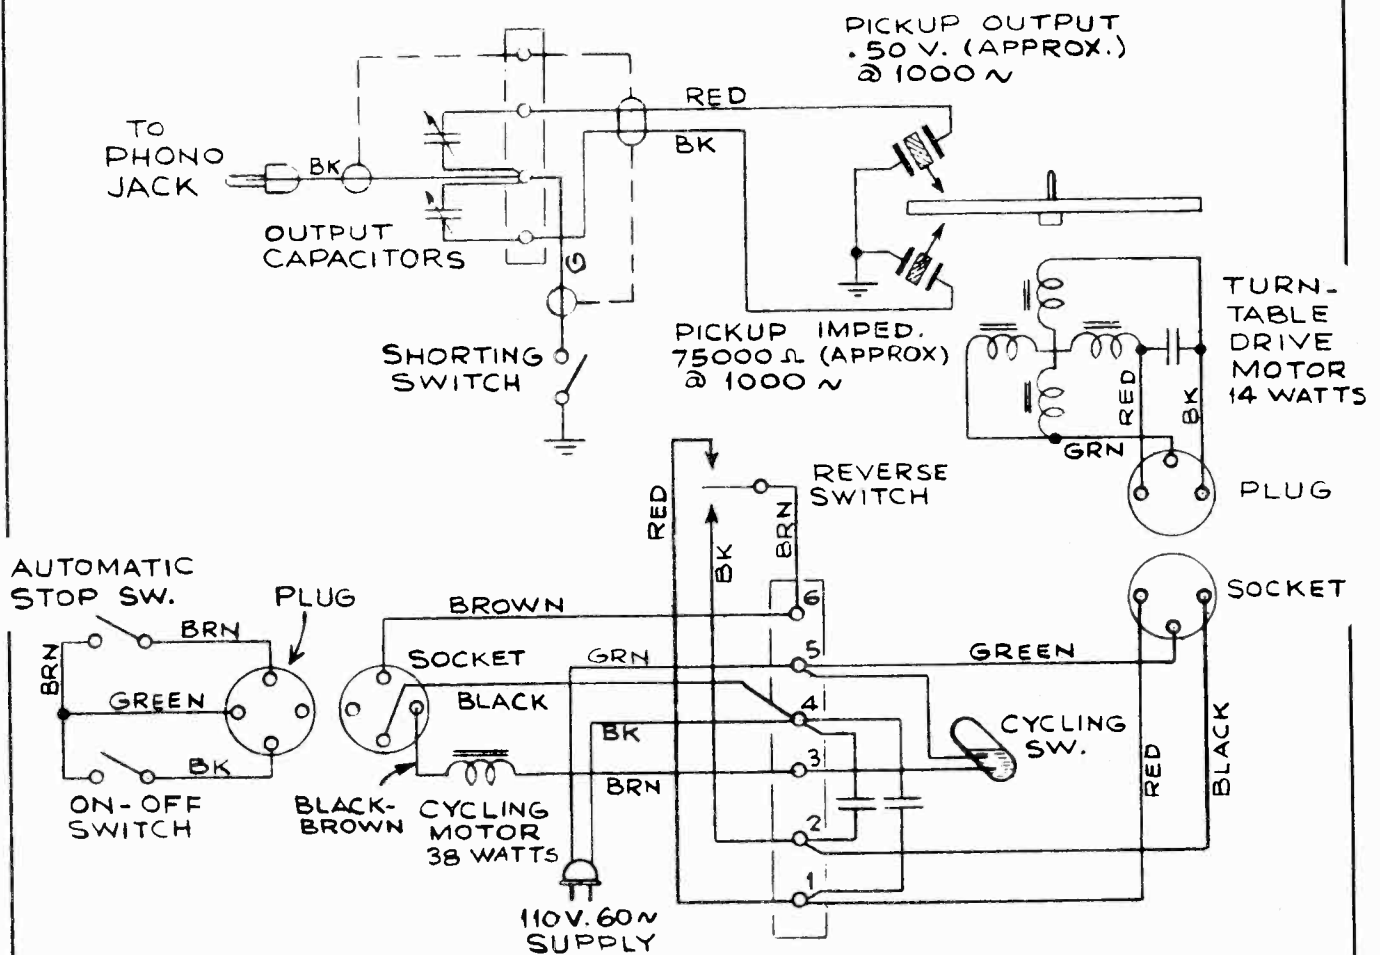 PICKUP OUTPUT
.50 V. (APPROX.)
@ 1000 ~
RED
BK
TO
PHONO
JACK
BK
OUTPUT
CAPACITORS
G
SHORTING
SWITCH
PICKUP IMPED.
75000 Ω (APPROX)
@ 1000 ~
TURN-
TABLE
DRIVE
MOTOR
14 WATTS
RED
BK
GRN
PLUG
REVERSE
SWITCH
RED
BK
BRN
SOCKET
AUTOMATIC
STOP SW.
PLUG
BRN
BRN
GREEN
BK
ON-OFF
SWITCH
BROWN
SOCKET
BLACK
BLACK-
BROWN
CYCLING
MOTOR
38 WATTS
GRN
BK
BRN
110V. 60~
SUPPLY
6
5
4
3
2
1
GREEN
CYCLING
SW.
RED
BLACK